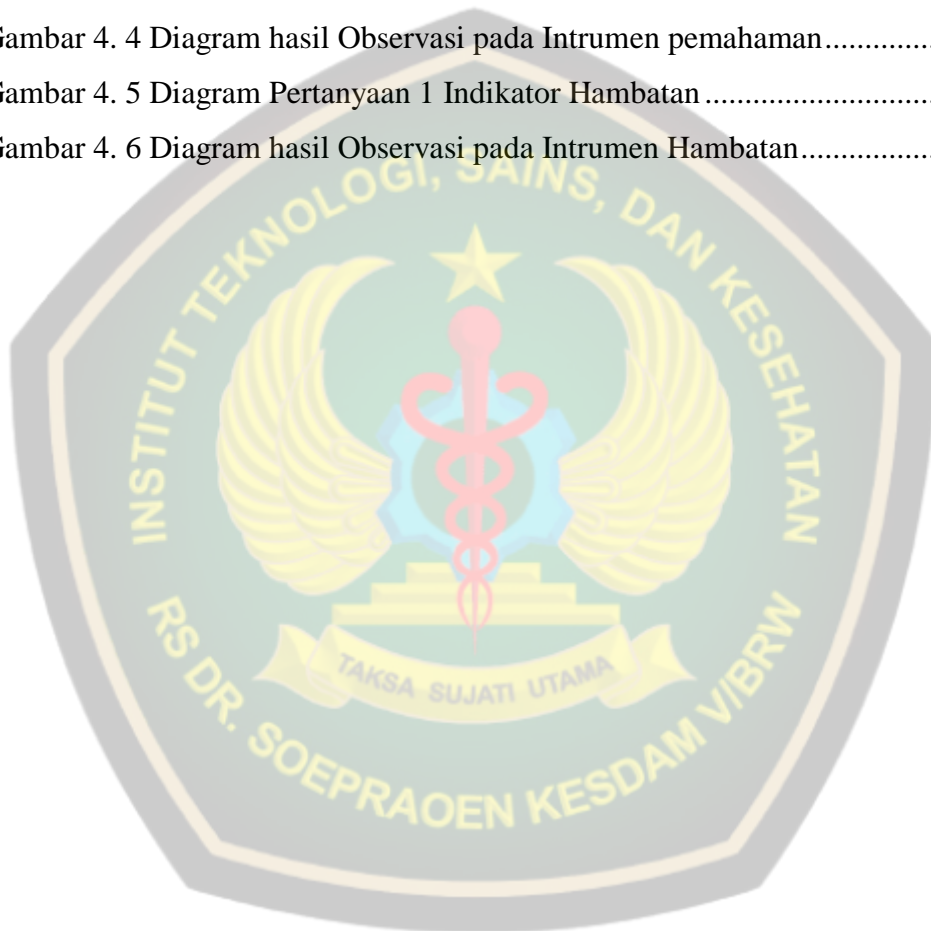 Gambar 4. 4 Diagram hasil Observasi pada Intrumen pemahaman..............
Gambar 4. 5 Diagram Pertanyaan 1 Indikator Hambatan.............................
Gambar 4. 6 Diagram hasil Observasi pada Intrumen Hambatan.................
INSTITUT TEKNOLOGI, SAINS, DAN KESEHATAN
TAKSA SUJATI UTAMA
RS DR. SOEPRAOEN KESDAM V/BRW